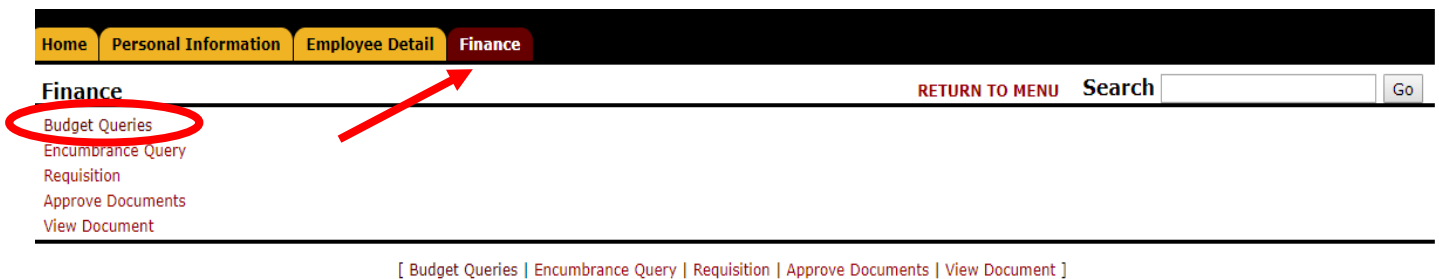 Home Personal Information Employee Detail Finance
Finance RETURN TO MENU Search Go
Budget Queries
Encumbrance Query
Requisition
Approve Documents
View Document
[ Budget Queries | Encumbrance Query | Requisition | Approve Documents | View Document ]